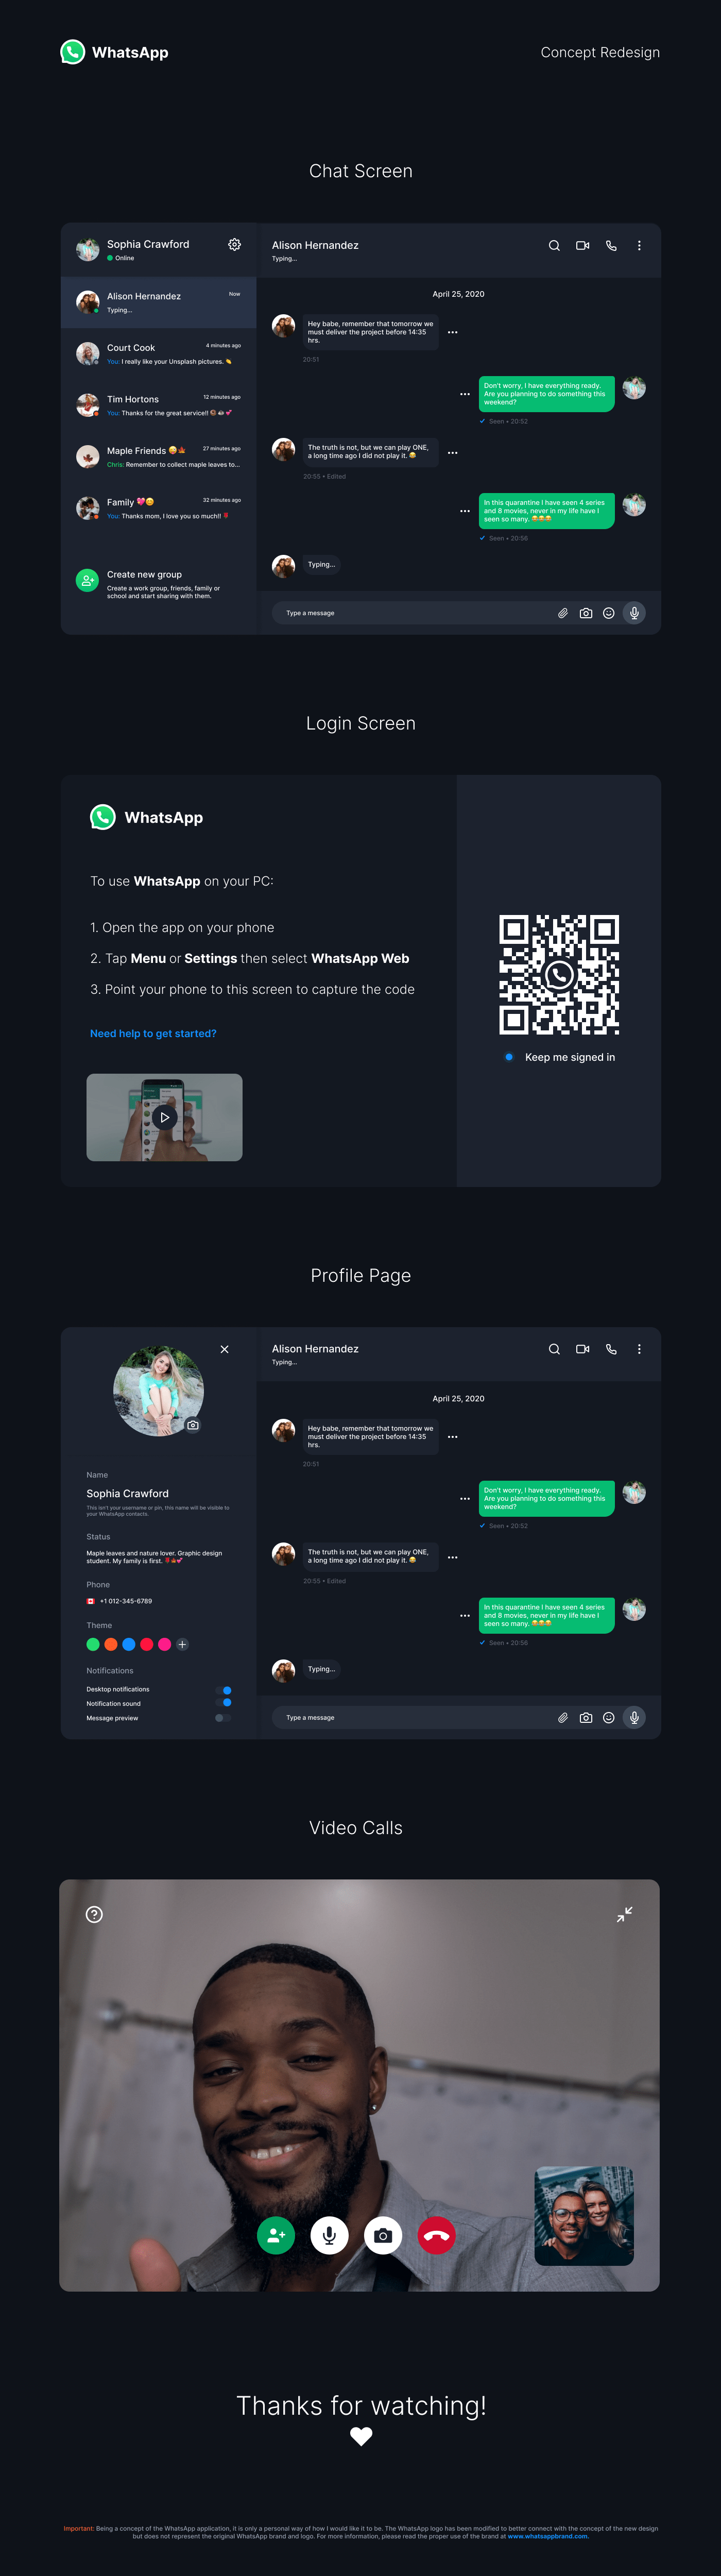 WhatsApp
Concept Redesign
Chat Screen
Sophia Crawford
Online
Alison Hernandez
Now
Typing...
Court Cook
4 minutes ago
You: I really like your Unsplash pictures. 👏
Tim Hortons
12 minutes ago
You: Thanks for the great service!!
Maple Friends 😄🍁
27 minutes ago
Chris: Remember to collect maple leaves to...
Family 💖😊
32 minutes ago
You: Thanks mom, I love you so much!! 🌹
Create new group
Create a work group, friends, family or
school and start sharing with them.
Alison Hernandez
Typing...
April 25, 2020
Hey babe, remember that tomorrow we
must deliver the project before 14:35
hrs.
20:51
Don't worry, I have everything ready.
Are you planning to do something this
weekend?
Seen • 20:52
The truth is not, but we can play ONE,
a long time ago I did not play it. 😂
20:55 • Edited
In this quarantine I have seen 4 series
and 8 movies, never in my life have I
seen so many. 😂😂😂
Seen • 20:56
Typing...
Type a message
Login Screen
WhatsApp
To use WhatsApp on your PC:
1. Open the app on your phone
2. Tap Menu or Settings then select WhatsApp Web
3. Point your phone to this screen to capture the code
Need help to get started?
Keep me signed in
Profile Page
Name
Sophia Crawford
This isn't your username or pin, this name will be visible to
your WhatsApp contacts.
Status
Maple leaves and nature lover. Graphic design
student. My family is first. 🌹🍁💕
Phone
+1 012-345-6789
Theme
Notifications
Desktop notifications
Notification sound
Message preview
Alison Hernandez
Typing...
April 25, 2020
Hey babe, remember that tomorrow we
must deliver the project before 14:35
hrs.
20:51
Don't worry, I have everything ready.
Are you planning to do something this
weekend?
Seen • 20:52
The truth is not, but we can play ONE,
a long time ago I did not play it. 😂
20:55 • Edited
In this quarantine I have seen 4 series
and 8 movies, never in my life have I
seen so many. 😂😂😂
Seen • 20:56
Typing...
Type a message
Video Calls
Thanks for watching!
Important: Being a concept of the WhatsApp application, it is only a personal way of how I would like it to be. The WhatsApp logo has been modified to better connect with the concept of the new design
but does not represent the original WhatsApp brand and logo. For more information, please read the proper use of the brand at www.whatsappbrand.com.